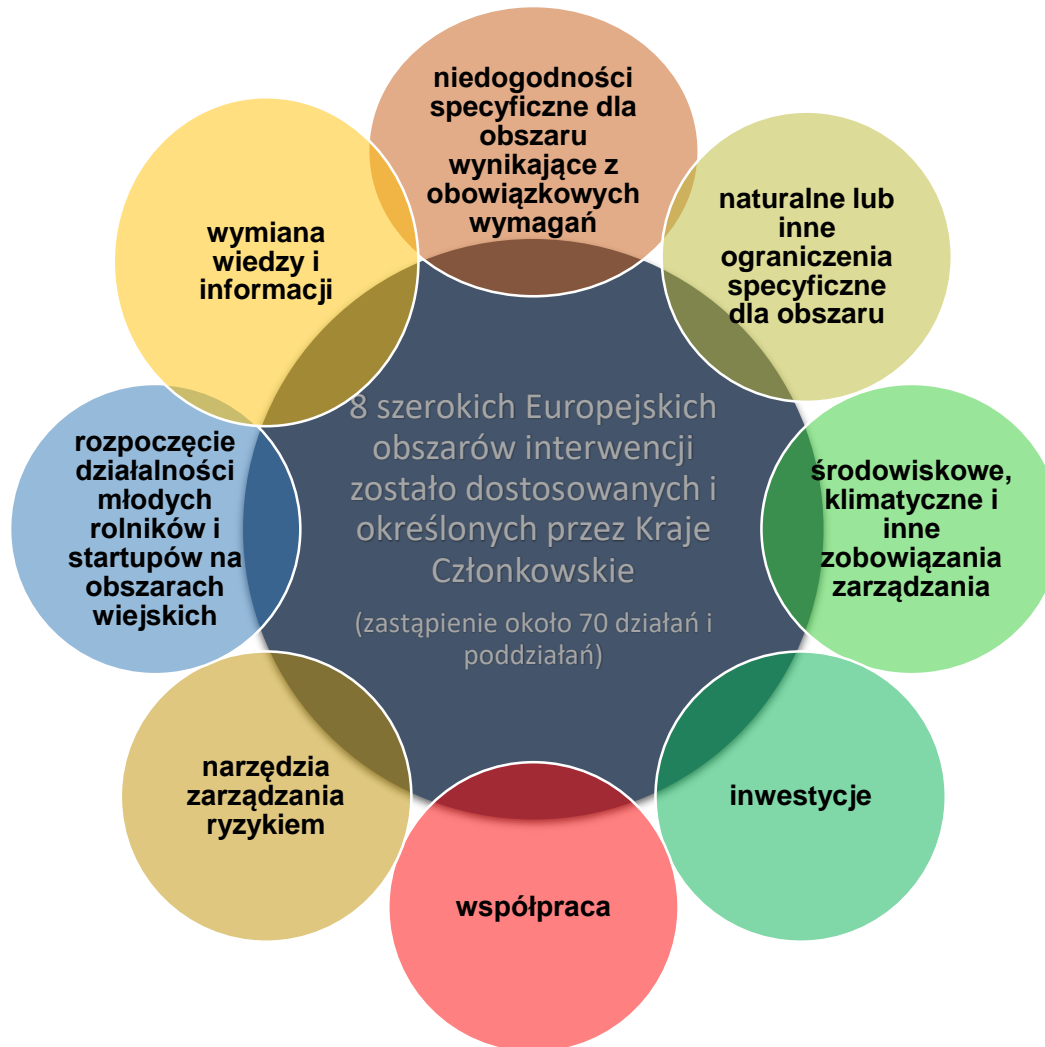 niedogodności
specyficzne dla
obszaru
wynikające z
obowiązkowych
wymagań
naturalne lub
inne
ograniczenia
specyficzne
dla obszaru
środowiskowe,
klimatyczne i
inne
zobowiązania
zarządzania
inwestycje
współpraca
narzędzia
zarządzania
ryzykiem
rozpoczęcie
działalności
młodych
rolników i
startupów na
obszarach
wiejskich
wymiana
wiedzy i
informacji
8 szerokich Europejskich
obszarów interwencji
zostało dostosowanych i
określonych przez Kraje
Członkowskie
(zastąpienie około 70 działań i
poddziałań)